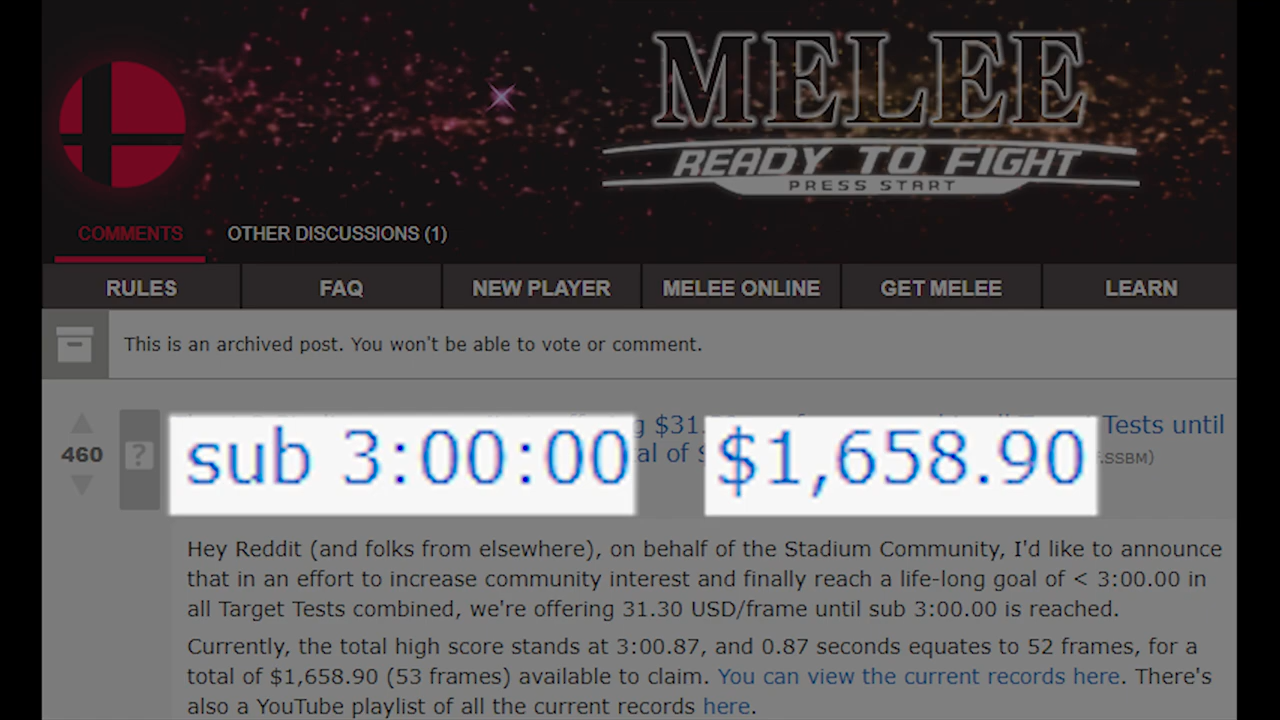 MELEE
READY TO FIGHT
PRESS START
COMMENTS OTHER DISCUSSIONS (1)
RULES FAQ NEW PLAYER MELEE ONLINE GET MELEE LEARN
This is an archived post. You won't be able to vote or comment.
$31. Tests until
460 ? sub 3:00:00 of $1,658.90 .SSBM)
Hey Reddit (and folks from elsewhere), on behalf of the Stadium Community, I'd like to announce
that in an effort to increase community interest and finally reach a life-long goal of < 3:00.00 in
all Target Tests combined, we're offering 31.30 USD/frame until sub 3:00.00 is reached.
Currently, the total high score stands at 3:00.87, and 0.87 seconds equates to 52 frames, for a
total of $1,658.90 (53 frames) available to claim. You can view the current records here. There's
also a YouTube playlist of all the current records here.